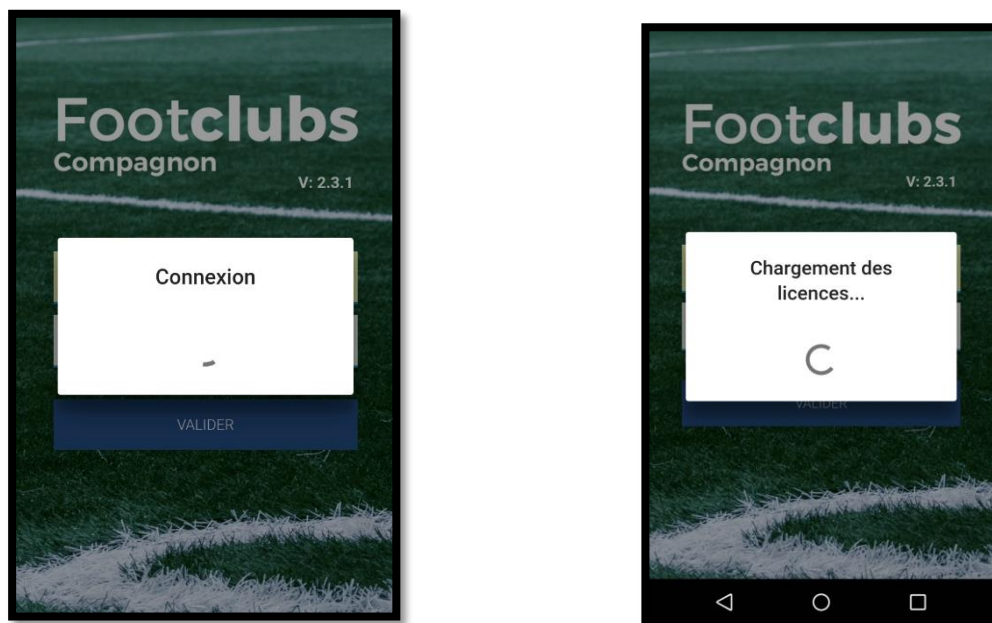 Footclubs
Compagnon
V: 2.3.1
Connexion
VALIDER
Footclubs
Compagnon
V: 2.3.1
Chargement des
licences...
VALIDER